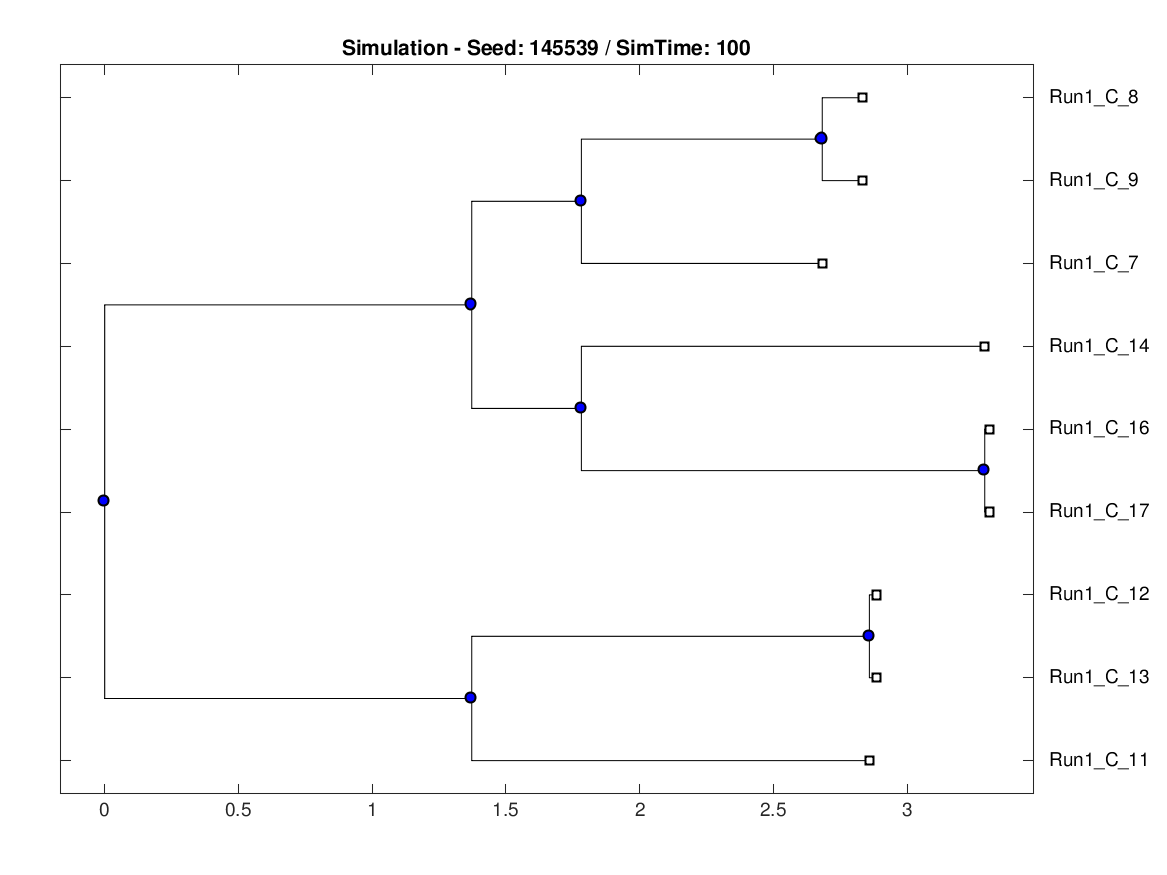 Simulation - Seed: 145539 / SimTime: 100
Run1_C_8
Run1_C_9
Run1_C_7
Run1_C_14
Run1_C_16
Run1_C_17
Run1_C_12
Run1_C_13
Run1_C_11
0 0.5 1 1.5 2 2.5 3